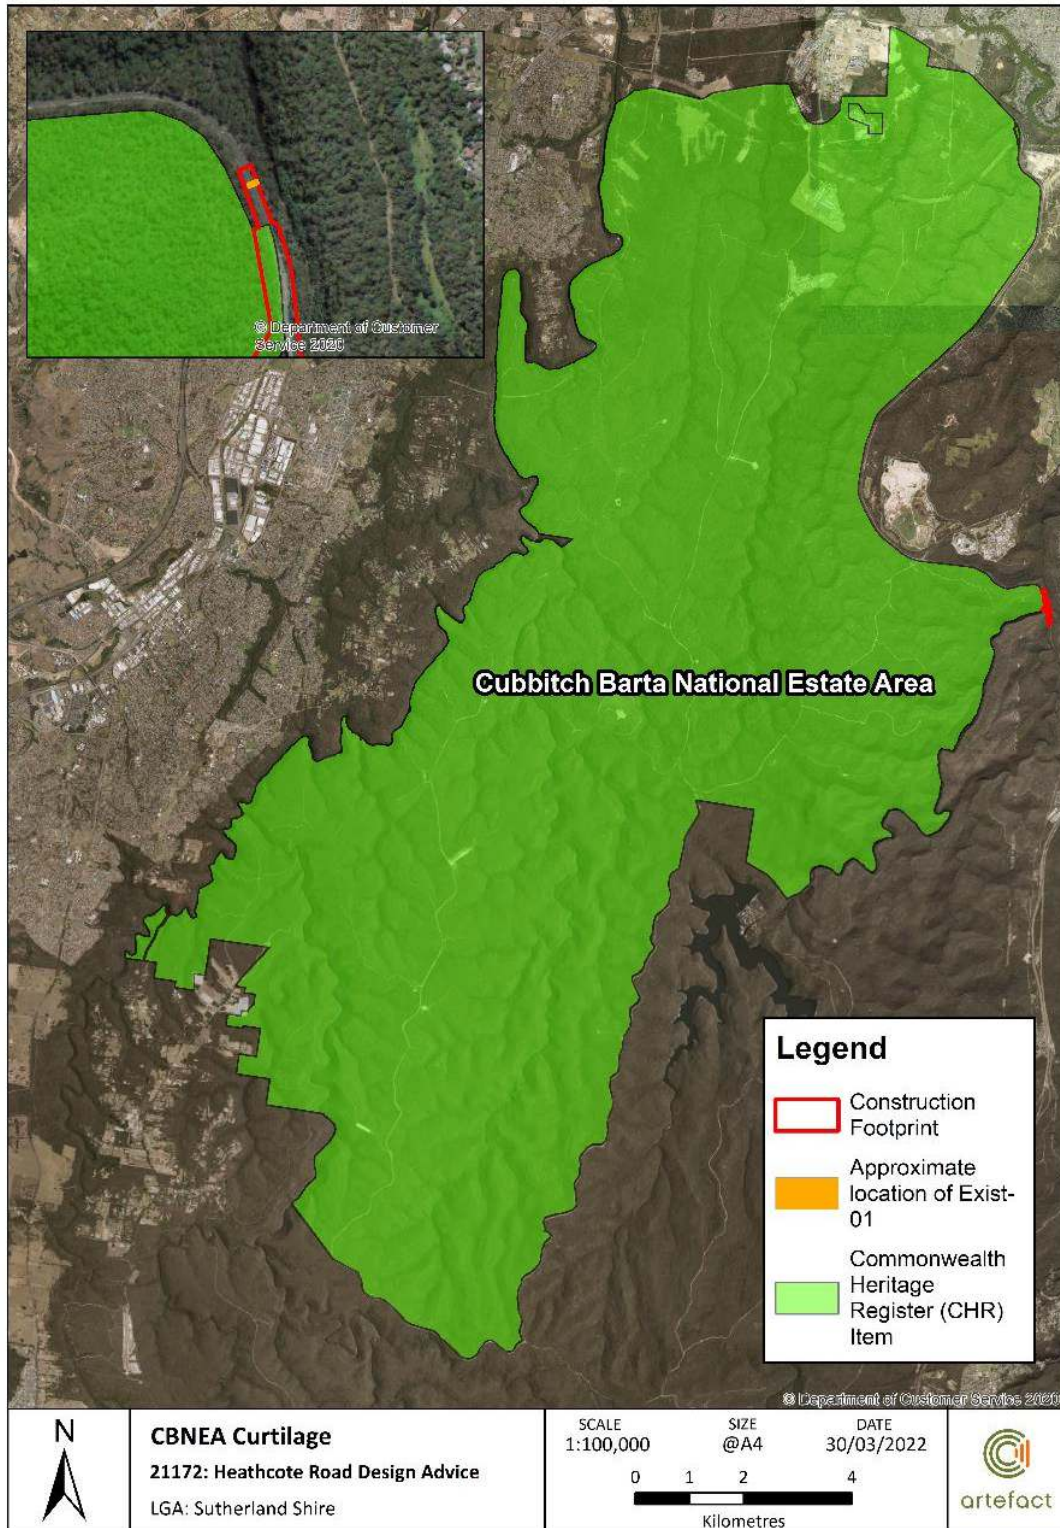 © Department of Customer
Service 2020
Cubbitch Barta National Estate Area
Legend
Construction
Footprint
Approximate
location of Exist-
01
Commonwealth
Heritage
Register (CHR)
Item
© Department of Customer Service 2020
N
CBNEA Curtilage
21172: Heathcote Road Design Advice
LGA: Sutherland Shire
SCALE
1:100,000
SIZE
@A4
DATE
30/03/2022
0 1 2 4
Kilometres
artefact